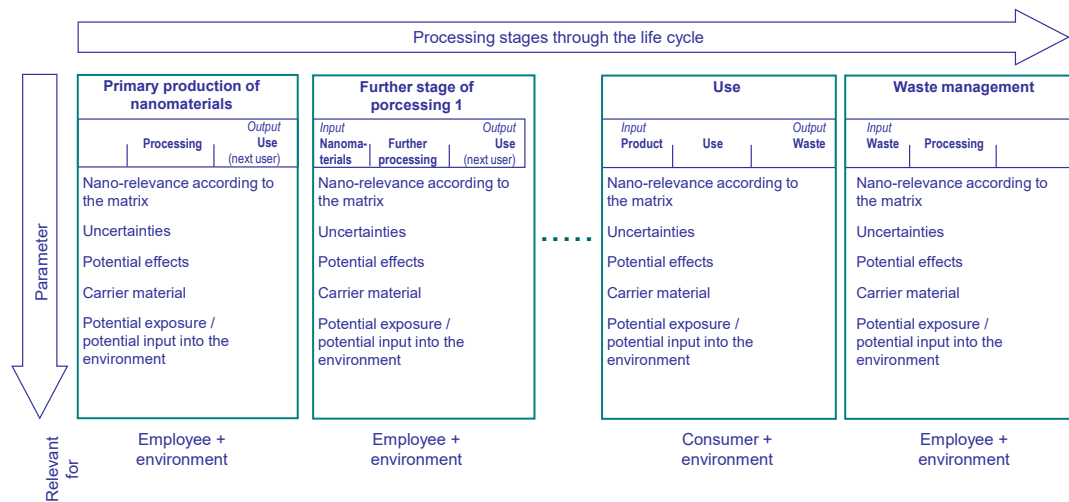 Processing stages through the life cycle
Parameter
Relevant
for
Primary production of
nanomaterials
Output
Processing
Use
(next user)
Nano-relevance according to
the matrix
Uncertainties
Potential effects
Carrier material
Potential exposure /
potential input into the
environment
Employee +
environment
Further stage of
porcessing 1
Input
Output
Nanoma-
terials
Further
processing
Use
(next user)
Nano-relevance according to
the matrix
Uncertainties
Potential effects
Carrier material
Potential exposure /
potential input into the
environment
Employee +
environment
.....
Use
Input
Output
Product
Use
Waste
Nano-relevance according to
the matrix
Uncertainties
Potential effects
Carrier material
Potential exposure /
potential input into the
environment
Consumer +
environment
Waste management
Input
Waste
Processing
Nano-relevance according to
the matrix
Uncertainties
Potential effects
Carrier material
Potential exposure /
potential input into the
environment
Employee +
environment